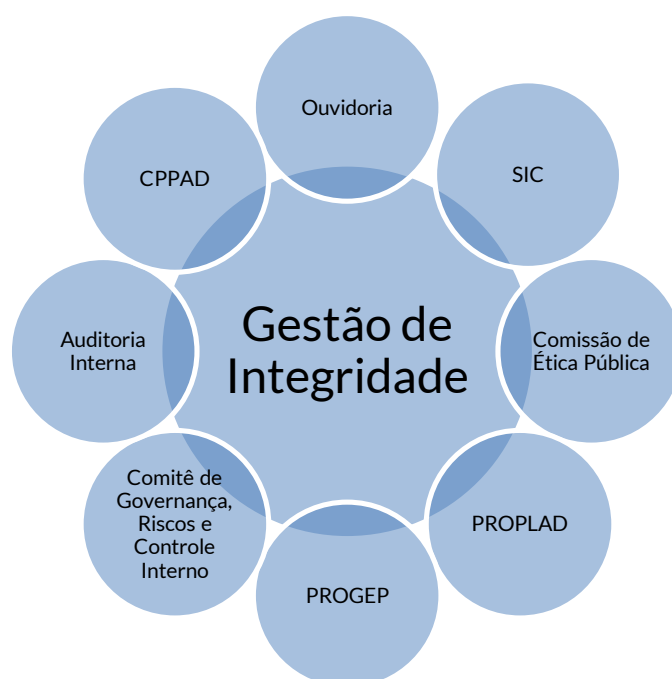 Ouvidoria
SIC
Comissão de
Ética Pública
PROPLAD
PROGEP
Comitê de
Governança,
Riscos e
Controle
Interno
Auditoria
Interna
CPPAD
Gestão de
Integridade